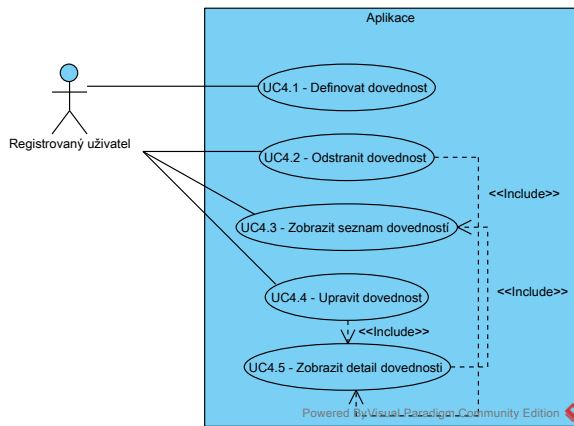 Aplikace
UC4.1 - Definovat dovednost
Registrovaný uživatel
UC4.2 - Odstranit dovednost
<<Include>>
UC4.3 - Zobrazit seznam dovedností
<<Include>>
UC4.4 - Upravit dovednost
<<Include>>
UC4.5 - Zobrazit detail dovednosti
Powered By Visual Paradigm Community Edition